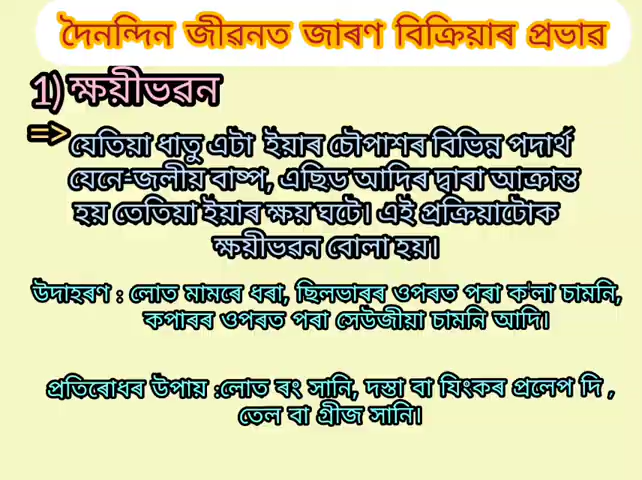 দৈনন্দিন জীৱনত জাৰণ বিক্ৰিয়াৰ প্ৰভাৱ
1) ক্ষয়ীভৱন
=> যেতিয়া ধাতু এটা ইয়াৰ চৌপাশৰ বিভিন্ন পদাৰ্থ
যেনে-জলীয় বাষ্প, এছিড আদিৰ দ্বাৰা আক্ৰান্ত
হয় তেতিয়া ইয়াৰ ক্ষয় ঘটে। এই প্ৰক্ৰিয়াটোক
ক্ষয়ীভৱন বোলা হয়।
উদাহৰণ : লোত মামৰে ধৰা, ছিলভাৰৰ ওপৰত পৰা ক'লা চামনি,
কপাৰৰ ওপৰত পৰা সেউজীয়া চামনি আদি।
প্ৰতিৰোধৰ উপায় :লোত ৰং সানি, দস্তা বা যিংকৰ প্ৰলেপ দি ,
তেল বা গ্ৰীজ সানি।